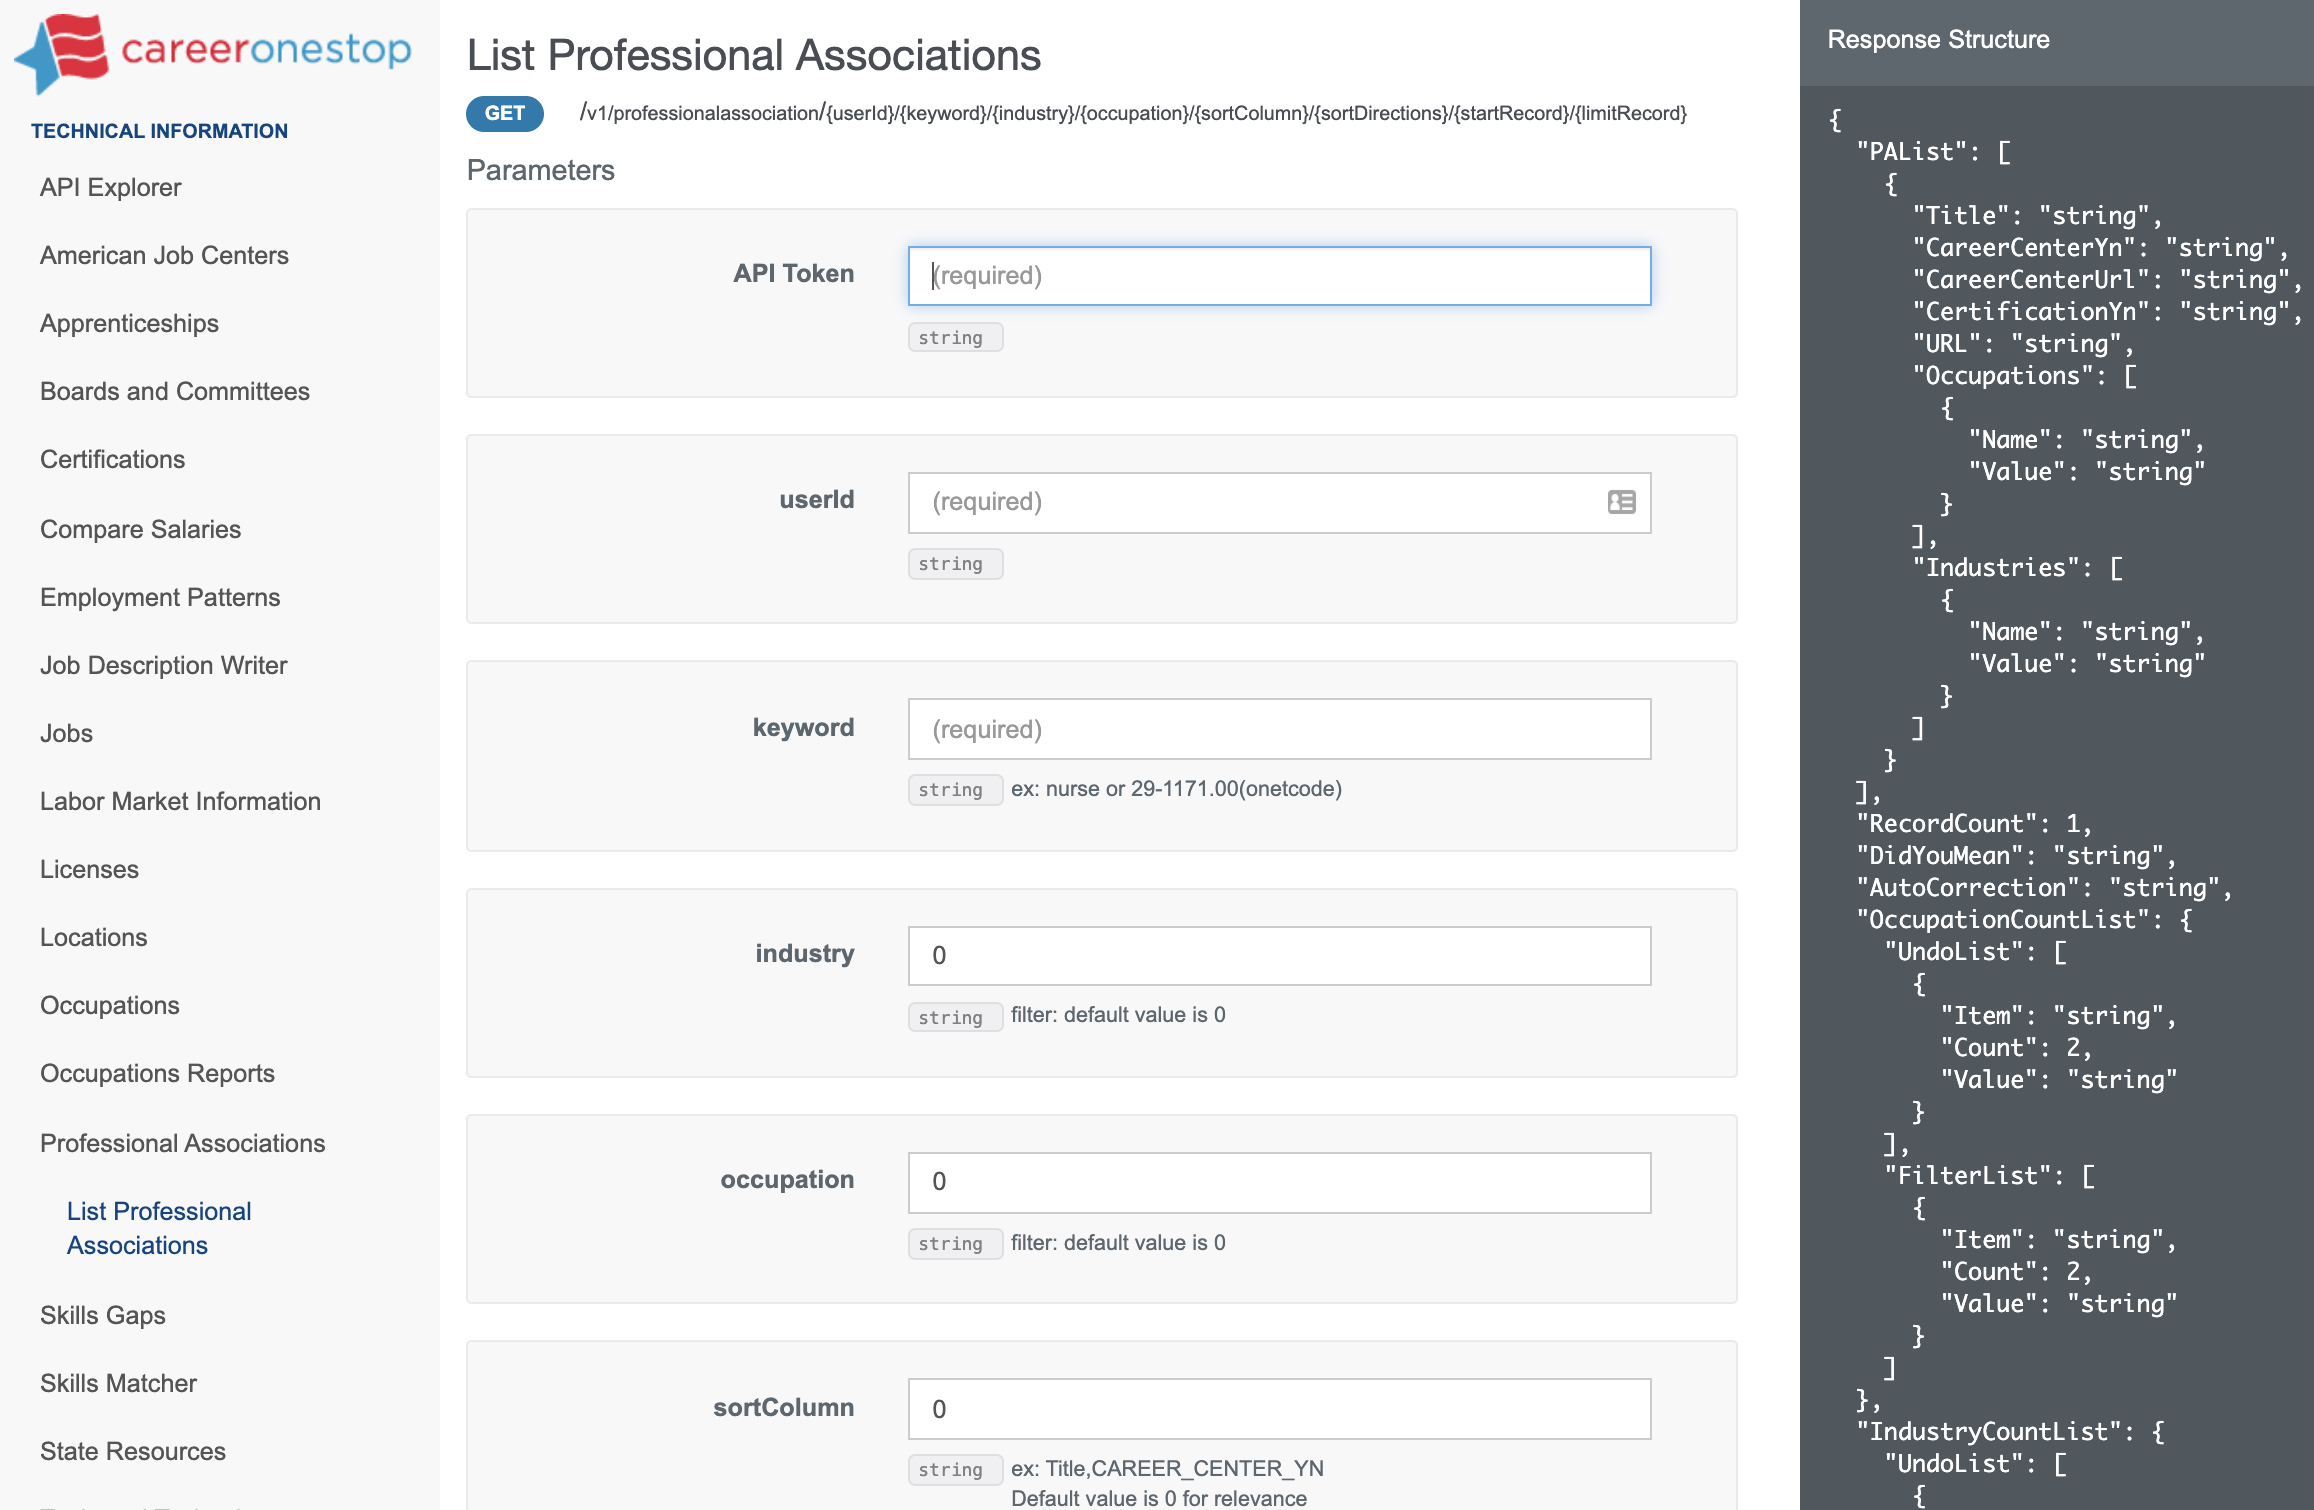 careeronestop
TECHNICAL INFORMATION
API Explorer
American Job Centers
Apprenticeships
Boards and Committees
Certifications
Compare Salaries
Employment Patterns
Job Description Writer
Jobs
Labor Market Information
Licenses
Locations
Occupations
Occupations Reports
Professional Associations
List Professional
Associations
Skills Gaps
Skills Matcher
State Resources
List Professional Associations
GET /v1/professionalassociation/{userId}/{keyword}/{industry}/{occupation}/{sortColumn}/{sortDirections}/{startRecord}/{limitRecord}
Parameters
API Token (required)
string
userId (required)
string
keyword (required)
string ex: nurse or 29-1171.00(onetcode)
industry 0
string filter: default value is 0
occupation 0
string filter: default value is 0
sortColumn 0
string ex: Title,CAREER_CENTER_YN
Default value is 0 for relevance
Response Structure
{
"PAList": [
{
"Title": "string",
"CareerCenterYn": "string",
"CareerCenterUrl": "string",
"CertificationYn": "string",
"URL": "string",
"Occupations": [
{
"Name": "string",
"Value": "string"
}
],
"Industries": [
{
"Name": "string",
"Value": "string"
}
]
}
],
"RecordCount": 1,
"DidYouMean": "string",
"AutoCorrection": "string",
"OccupationCountList": {
"UndoList": [
{
"Item": "string",
"Count": 2,
"Value": "string"
}
],
"FilterList": [
{
"Item": "string",
"Count": 2,
"Value": "string"
}
]
},
"IndustryCountList": {
"UndoList": [
{